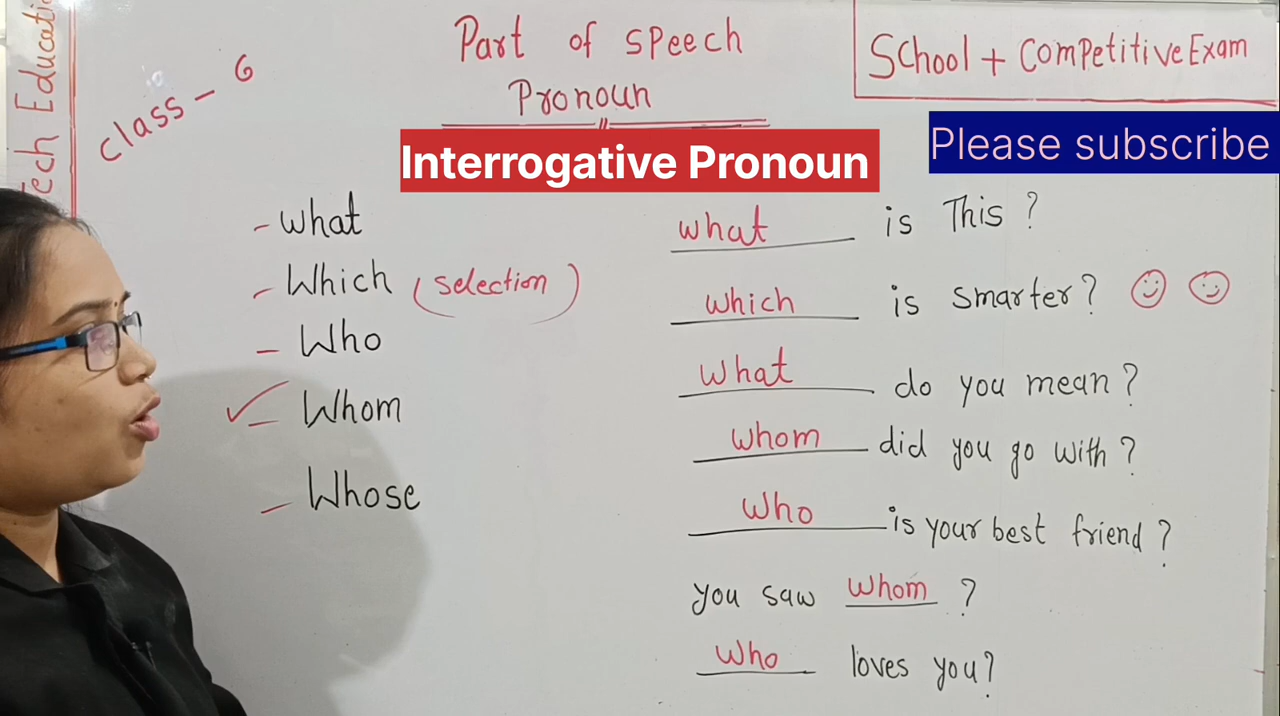 Tech Education
class - 6
Part of speech
Pronoun
School + Competitive Exam
Interrogative Pronoun
Please subscribe
- what
- Which (selection)
- Who
✓ - Whom
- Whose
what is This ?
which is smarter ?
what do you mean ?
whom did you go with ?
who is your best friend ?
you saw whom ?
who loves you ?